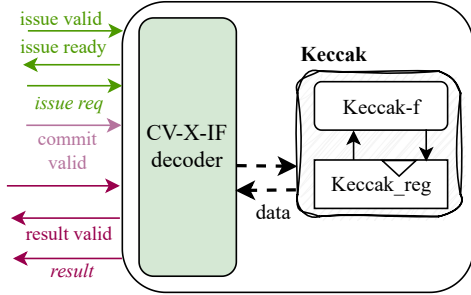 issue valid
issue ready
issue req
commit
valid
result valid
result
CV-X-IF
decoder
data
Keccak
Keccak-f
Keccak_reg